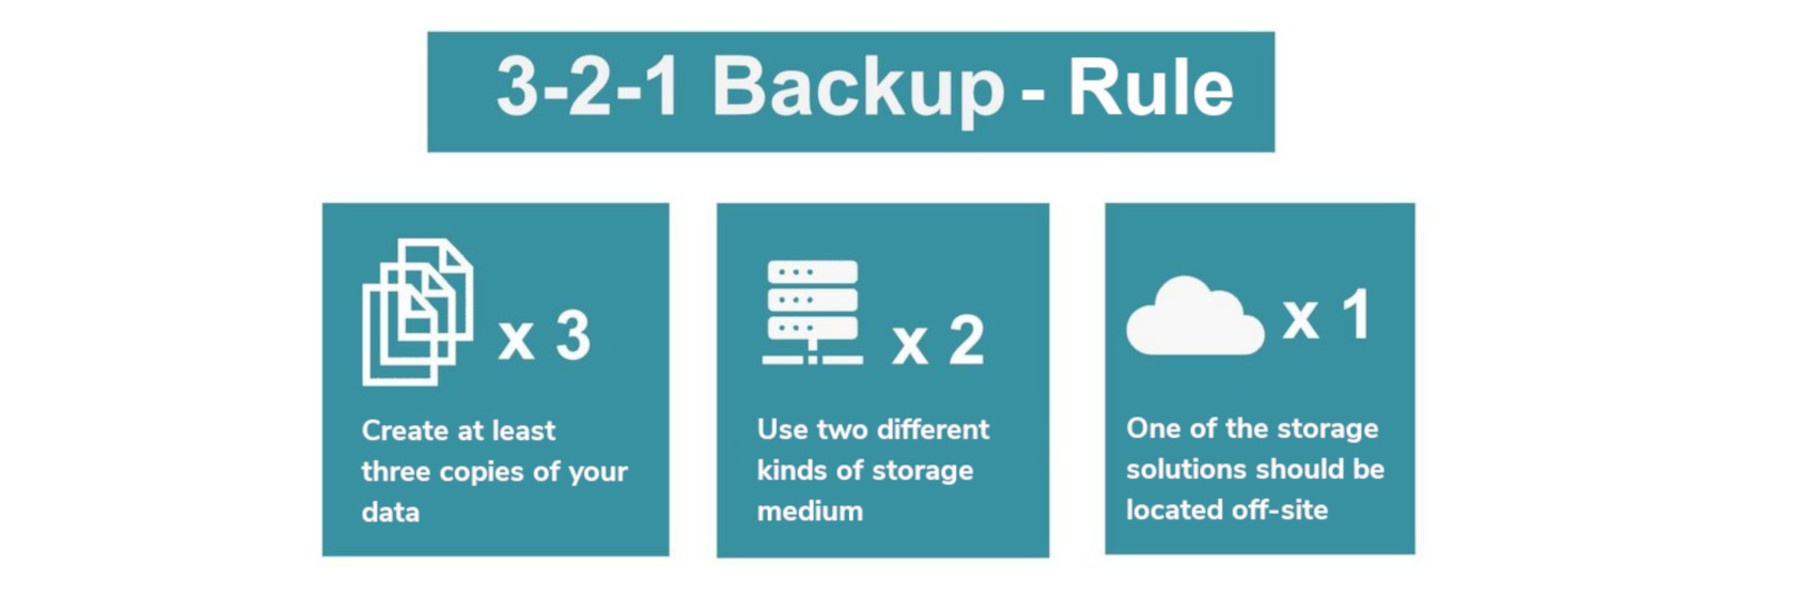 3-2-1 Backup - Rule
x 3
Create at least
three copies of your
data
x 2
Use two different
kinds of storage
medium
x 1
One of the storage
solutions should be
located off-site